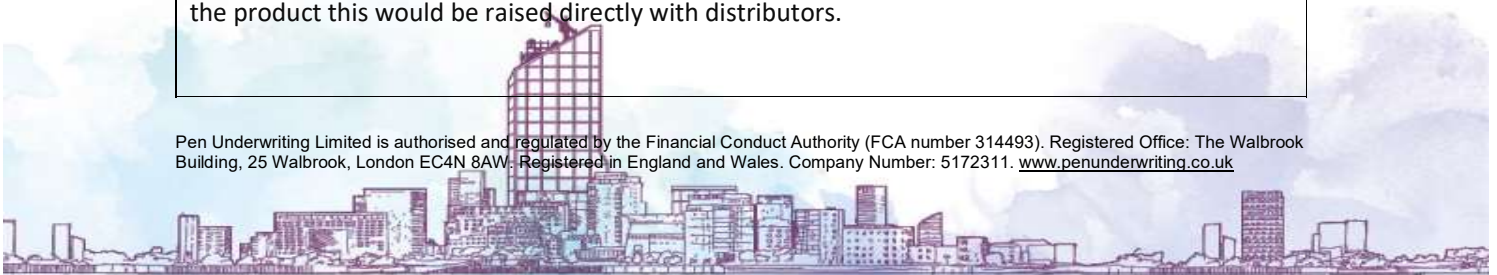 the product this would be raised directly with distributors.
Pen Underwriting Limited is authorised and regulated by the Financial Conduct Authority (FCA number 314493). Registered Office: The Walbrook
Building, 25 Walbrook, London EC4N 8AW. Registered in England and Wales. Company Number: 5172311. www.penunderwriting.co.uk